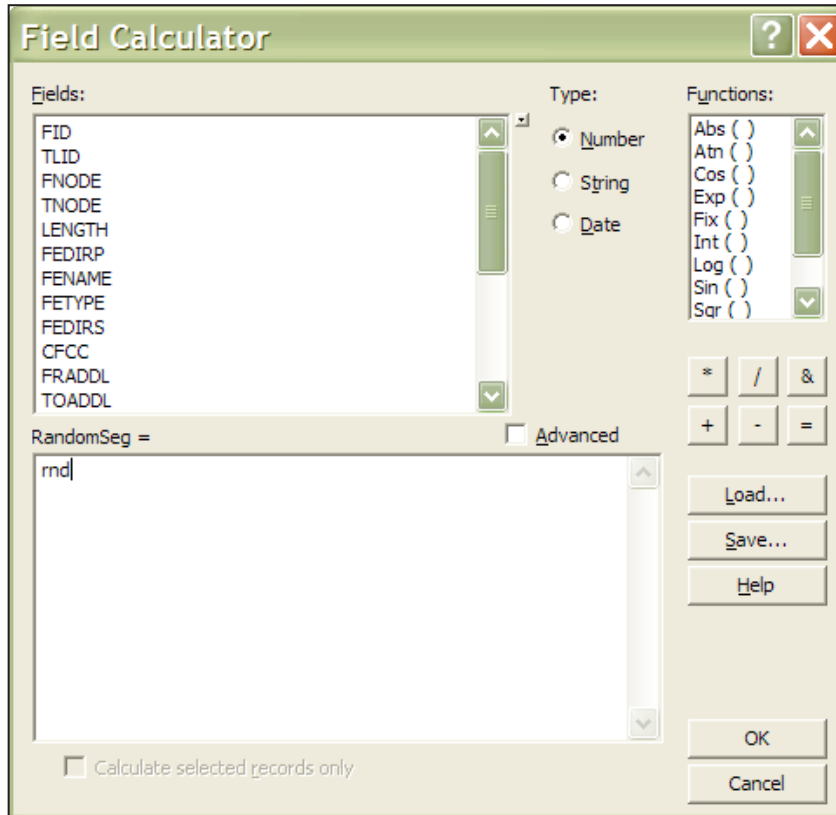 Field Calculator ?
Fields:
FID
TLID
FNODE
TNODE
LENGTH
FEDIRP
FENAME
FETYPE
FEDIRS
CFCC
FRADDL
TOADDL
Type:
Number
String
Date
Functions:
Abs ( )
Atn ( )
Cos ( )
Exp ( )
Fix ( )
Int ( )
Log ( )
Sin ( )
Sqr ( )
* / &
+ - =
RandomSeg =
Advanced
rnd
Load...
Save...
Help
Calculate selected records only
OK
Cancel